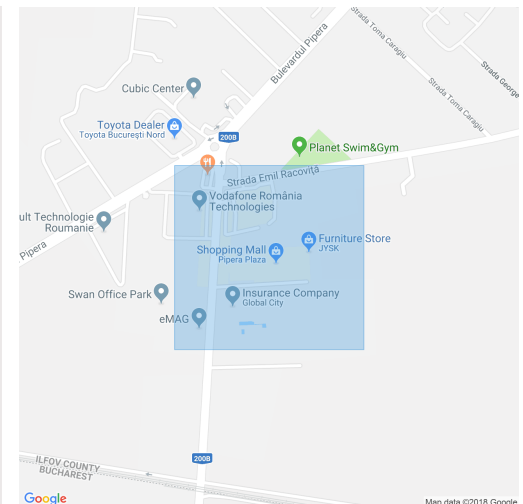 Strada Toma Caragiu
Bulevardul Pipera
Strada George
Strada Toma Caragiu
Cubic Center
Toyota Dealer
Toyota București Nord
200B
Planet Swim&Gym
Strada Emil Racoviță
Vodafone România
Technologies
ult Technologie
Roumanie
Pipera
Furniture Store
JYSK
Shopping Mall
Pipera Plaza
Swan Office Park
Insurance Company
Global City
eMAG
200B
ILFOV COUNTY
BUCHAREST
Google
Map data ©2018 Google